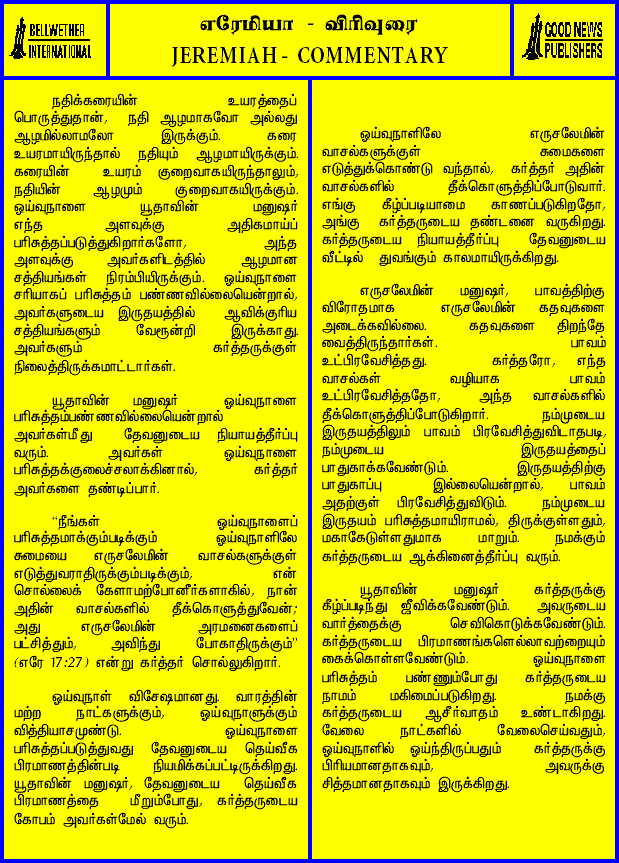 BELLWETHER
INTERNATIONAL
எரேமியா - விரிவுரை
JEREMIAH - COMMENTARY
GOOD NEWS
PUBLISHERS
நதிக்கரையின் உயரத்தைப்
பொருத்துதான், நதி ஆழமாகவோ அல்லது
ஆழமில்லாமலோ இருக்கும். கரை
உயரமாயிருந்தால் நதியும் ஆழமாயிருக்கும்.
கரையின் உயரம் குறைவாகயிருந்தாலும்,
நதியின் ஆழமும் குறைவாகயிருக்கும்.
ஓய்வுநாளை யூதாவின் மனுஷர்
எந்த அளவுக்கு அதிகமாய்ப்
பரிசுத்தப்படுத்துகிறார்களோ, அந்த
அளவுக்கு அவர்களிடத்தில் ஆழமான
சத்தியங்கள் நிரம்பியிருக்கும். ஓய்வுநாளை
சரியாகப் பரிசுத்தம் பண்ணவில்லையென்றால்,
அவர்களுடைய இருதயத்தில் ஆவிக்குரிய
சத்தியங்களும் வேரூன்றி இருக்காது.
அவர்களும் கர்த்தருக்குள்
நிலைத்திருக்கமாட்டார்கள்.
யூதாவின் மனுஷர் ஓய்வுநாளை
பரிசுத்தம்பண்ணவில்லையென்றால்
அவர்கள்மீது தேவனுடைய நியாயத்தீர்ப்பு
வரும். அவர்கள் ஓய்வுநாளை
பரிசுத்தக்குலைச்சலாக்கினால், கர்த்தர்
அவர்களை தண்டிப்பார்.
“நீங்கள் ஓய்வுநாளைப்
பரிசுத்தமாக்கும்படிக்கும் ஓய்வுநாளிலே
சுமையை எருசலேமின் வாசல்களுக்குள்
எடுத்துவராதிருக்கும்படிக்கும், என்
சொல்லைக் கேளாமற்போனீர்களாகில், நான்
அதின் வாசல்களில் தீக்கொளுத்துவேன்;
அது எருசலேமின் அரமனைகளைப்
பட்சித்தும், அவிந்து போகாதிருக்கும்”
(எரே 17:27) என்று கர்த்தர் சொல்லுகிறார்.
ஓய்வுநாள் விசேஷமானது. வாரத்தின்
மற்ற நாட்களுக்கும், ஓய்வுநாளுக்கும்
வித்தியாசமுண்டு. ஓய்வுநாளை
பரிசுத்தப்படுத்துவது தேவனுடைய தெய்வீக
பிரமாணத்தின்படி நியமிக்கப்பட்டிருக்கிறது.
யூதாவின் மனுஷர், தேவனுடைய தெய்வீக
பிரமாணத்தை மீறும்போது, கர்த்தருடைய
கோபம் அவர்கள்மேல் வரும்.
ஓய்வுநாளிலே எருசலேமின்
வாசல்களுக்குள் சுமைகளை
எடுத்துக்கொண்டு வந்தால், கர்த்தர் அதின்
வாசல்களில் தீக்கொளுத்திப்போடுவார்.
எங்கு கீழ்ப்படியாமை காணப்படுகிறதோ,
அங்கு கர்த்தருடைய தண்டனை வருகிறது.
கர்த்தருடைய நியாயத்தீர்ப்பு தேவனுடைய
வீட்டில் துவங்கும் காலமாயிருக்கிறது.
எருசலேமின் மனுஷர், பாவத்திற்கு
விரோதமாக எருசலேமின் கதவுகளை
அடைக்கவில்லை. கதவுகளை திறந்தே
வைத்திருந்தார்கள். பாவம்
உட்பிரவேசித்தது. கர்த்தரோ, எந்த
வாசல்கள் வழியாக பாவம்
உட்பிரவேசித்ததோ, அந்த வாசல்களில்
தீக்கொளுத்திப்போடுகிறார். நம்முடைய
இருதயத்திலும் பாவம் பிரவேசித்துவிடாதபடி,
நம்முடைய இருதயத்தைப்
பாதுகாக்கவேண்டும். இருதயத்திற்கு
பாதுகாப்பு இல்லையென்றால், பாவம்
அதற்குள் பிரவேசித்துவிடும். நம்முடைய
இருதயம் பரிசுத்தமாயிராமல், திருக்குள்ளதும்,
மகாகேடுள்ளதுமாக மாறும். நமக்கும்
கர்த்தருடைய ஆக்கினைத்தீர்ப்பு வரும்.
யூதாவின் மனுஷர் கர்த்தருக்கு
கீழ்ப்படிந்து ஜீவிக்கவேண்டும். அவருடைய
வார்த்தைக்கு செவிகொடுக்கவேண்டும்.
கர்த்தருடைய பிரமாணங்களெல்லாவற்றையும்
கைக்கொள்ளவேண்டும். ஓய்வுநாளை
பரிசுத்தம் பண்ணும்போது கர்த்தருடைய
நாமம் மகிமைப்படுகிறது. நமக்கு
கர்த்தருடைய ஆசீர்வாதம் உண்டாகிறது.
வேலை நாட்களில் வேலைசெய்வதும்,
ஓய்வுநாளில் ஓய்ந்திருப்பதும் கர்த்தருக்கு
பிரியமானதாகவும், அவருக்கு
சித்தமானதாகவும் இருக்கிறது.